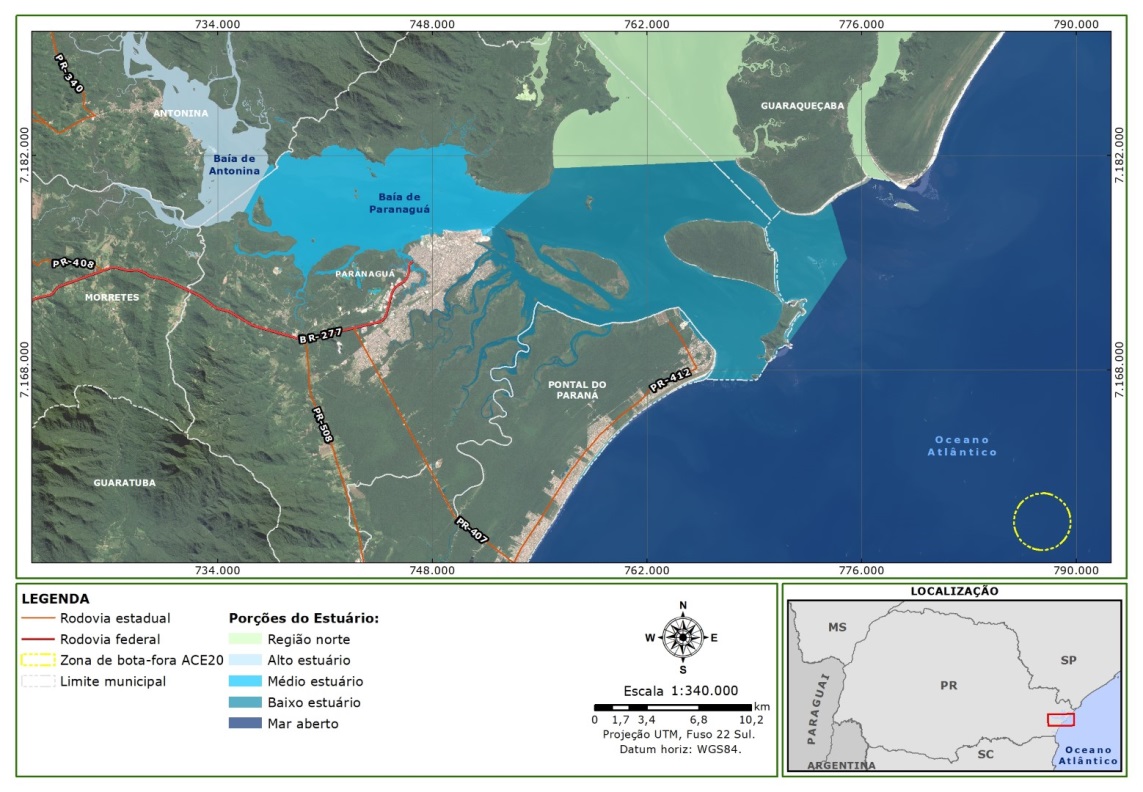 734.000 748.000 762.000 776.000 790.000
7.182.000
7.182.000
7.168.000
7.168.000
PR-340
ANTONINA
GUARAQUEÇABA
Baía de
Antonina
Baía de
Paranaguá
PR-408
PARANAGUÁ
MORRETES
BR-277
PONTAL DO
PARANÁ
PR-412
PR-508
Oceano
Atlântico
GUARATUBA
PR-407
734.000 748.000 762.000 776.000 790.000
LEGENDA
Rodovia estadual
Rodovia federal
Zona de bota-fora ACE20
Limite municipal
Porções do Estuário:
Região norte
Alto estuário
Médio estuário
Baixo estuário
Mar aberto
N
W E
S
Escala 1:340.000
km
0 1,7 3,4 6,8 10,2
Projeção UTM, Fuso 22 Sul.
Datum horiz: WGS84.
LOCALIZAÇÃO
MS
SP
PR
PARAGUAI
SC
Oceano
Atlântico
ARGENTINA